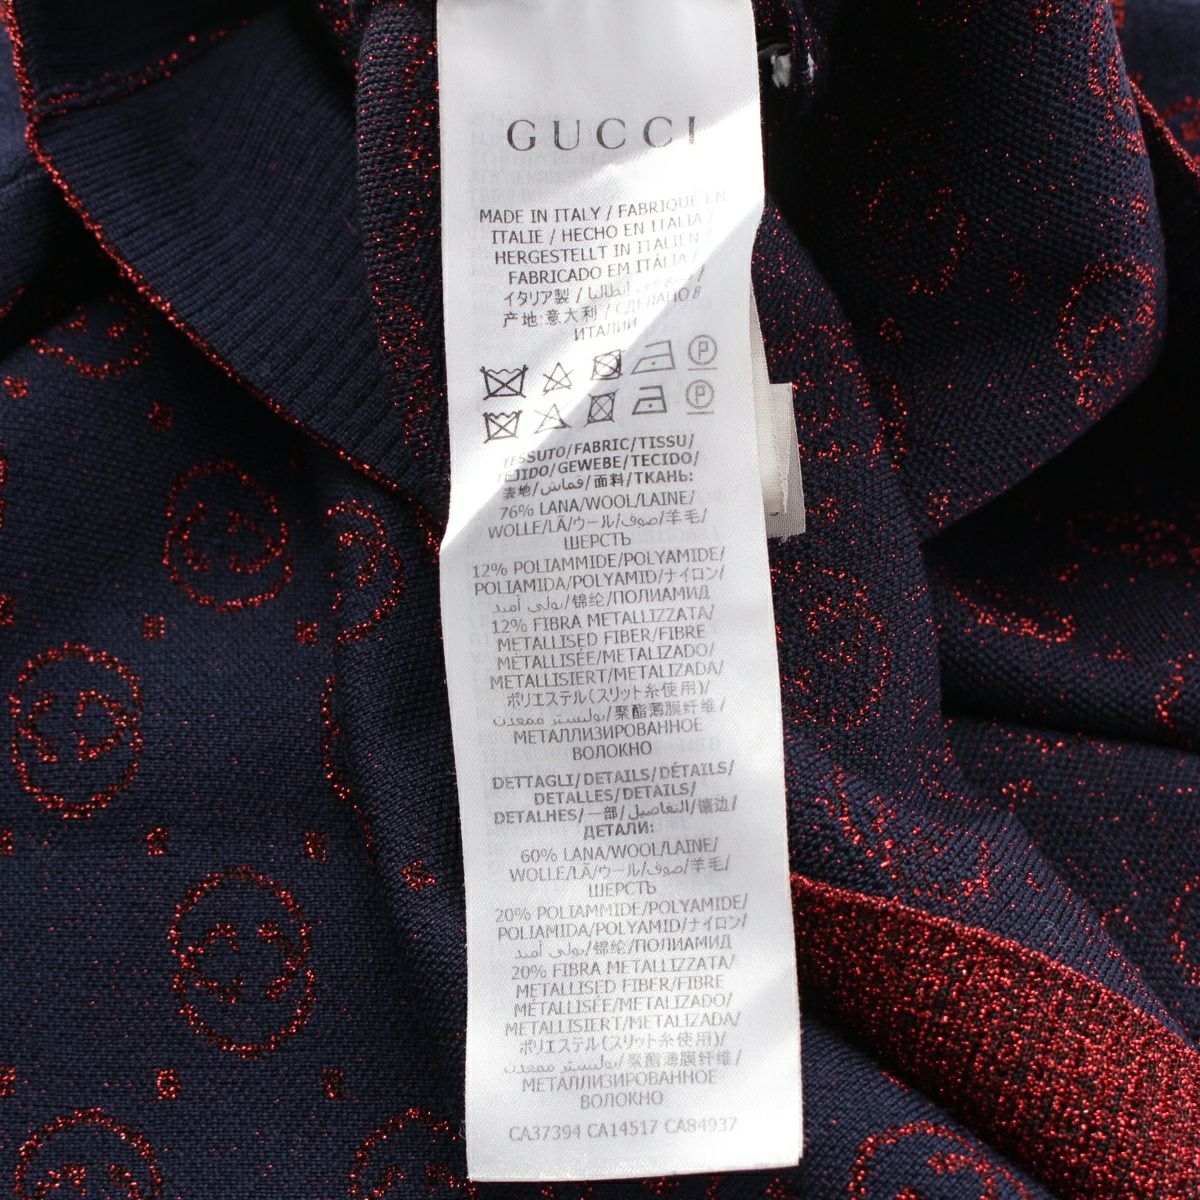 GUCCI
MADE IN ITALY / FABRIQUÉ EN
ITALIE / HECHO EN ITALIA /
HERGESTELLT IN ITALIEN /
FABRICADO EM ITÁLIA /
イタリア製 / صنع في إيطاليا /
产地:意大利 / СДЕЛАНО В
ИТАЛИИ
TESSUTO/FABRIC/TISSU/
TEJIDO/GEWEBE/TECIDO/
表地/قماش/面料/ТКАНЬ:
76% LANA/WOOL/LAINE/
WOLLE/LÃ/ウール/صوف/羊毛/
ШЕРСТЬ
12% POLIAMMIDE/POLYAMIDE/
POLIAMIDA/POLYAMID/ナイロン/
بولي أميد/锦纶/ПОЛИАМИД
12% FIBRA METALLIZZATA/
METALLISED FIBER/FIBRE
MÉTALLISÉE/METALIZADO/
METALLISIERT/METALIZADA/
ポリエステル(スリット糸使用)/
بوليستر ممعدن/聚酯薄膜纤维/
МЕТАЛЛИЗИРОВАННОЕ
ВОЛОКНО
DETTAGLI/DETAILS/DÉTAILS/
DETALLES/DETAILS/
DETALHES/一部/التفاصيل/镶边/
ДЕТАЛИ:
60% LANA/WOOL/LAINE/
WOLLE/LÃ/ウール/صوف/羊毛/
ШЕРСТЬ
20% POLIAMMIDE/POLYAMIDE/
POLIAMIDA/POLYAMID/ナイロン/
بولي أميد/锦纶/ПОЛИАМИД
20% FIBRA METALLIZZATA/
METALLISED FIBER/FIBRE
MÉTALLISÉE/METALIZADO/
METALLISIERT/METALIZADA/
ポリエステル(スリット糸使用)/
بوليستر ممعدن/聚酯薄膜纤维/
МЕТАЛЛИЗИРОВАННОЕ
ВОЛОКНО
CA37394 CA14517 CA84937